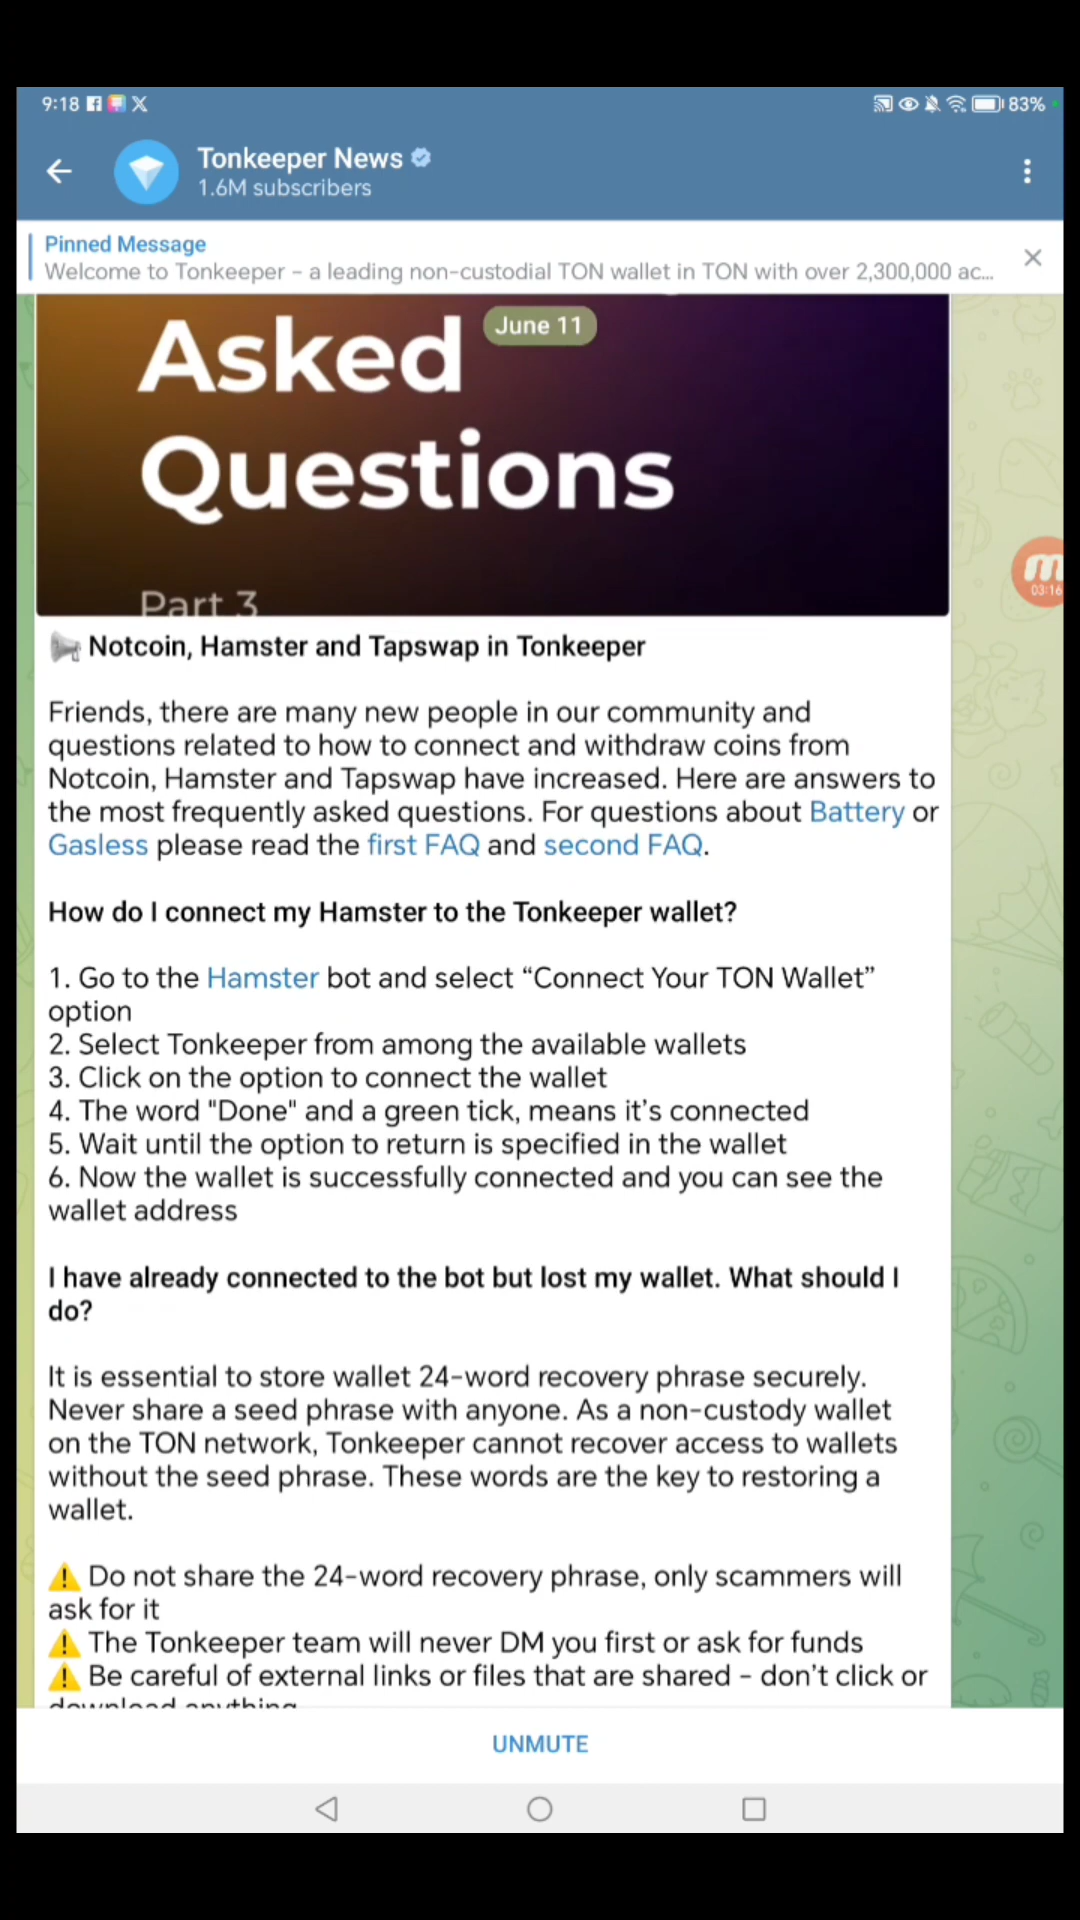 9:18
83%
Tonkeeper News
1.6M subscribers
Pinned Message
Welcome to Tonkeeper – a leading non-custodial TON wallet in TON with over 2,300,000 ac...
June 11
Asked
Questions
Part 3
03:16
Notcoin, Hamster and Tapswap in Tonkeeper
Friends, there are many new people in our community and
questions related to how to connect and withdraw coins from
Notcoin, Hamster and Tapswap have increased. Here are answers to
the most frequently asked questions. For questions about Battery or
Gasless please read the first FAQ and second FAQ.
How do I connect my Hamster to the Tonkeeper wallet?
1. Go to the Hamster bot and select “Connect Your TON Wallet”
option
2. Select Tonkeeper from among the available wallets
3. Click on the option to connect the wallet
4. The word "Done" and a green tick, means it’s connected
5. Wait until the option to return is specified in the wallet
6. Now the wallet is successfully connected and you can see the
wallet address
I have already connected to the bot but lost my wallet. What should I
do?
It is essential to store wallet 24-word recovery phrase securely.
Never share a seed phrase with anyone. As a non-custody wallet
on the TON network, Tonkeeper cannot recover access to wallets
without the seed phrase. These words are the key to restoring a
wallet.
⚠️ Do not share the 24-word recovery phrase, only scammers will
ask for it
⚠️ The Tonkeeper team will never DM you first or ask for funds
⚠️ Be careful of external links or files that are shared – don’t click or
download anything
UNMUTE